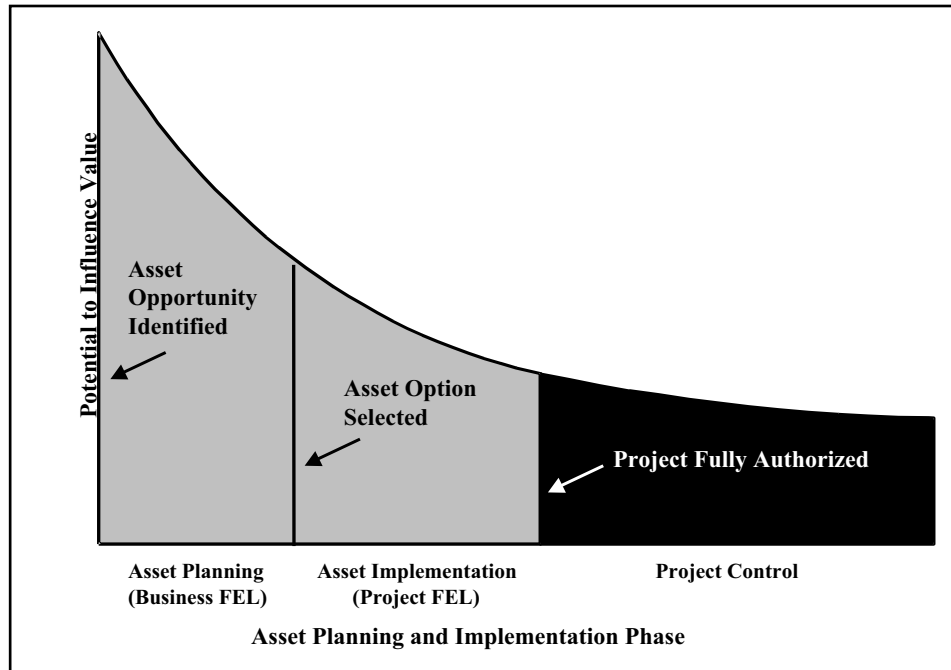 Potential to Influence Value
Asset
Opportunity
Identified
Asset Option
Selected
Project Fully Authorized
Asset Planning
(Business FEL)
Asset Implementation
(Project FEL)
Project Control
Asset Planning and Implementation Phase